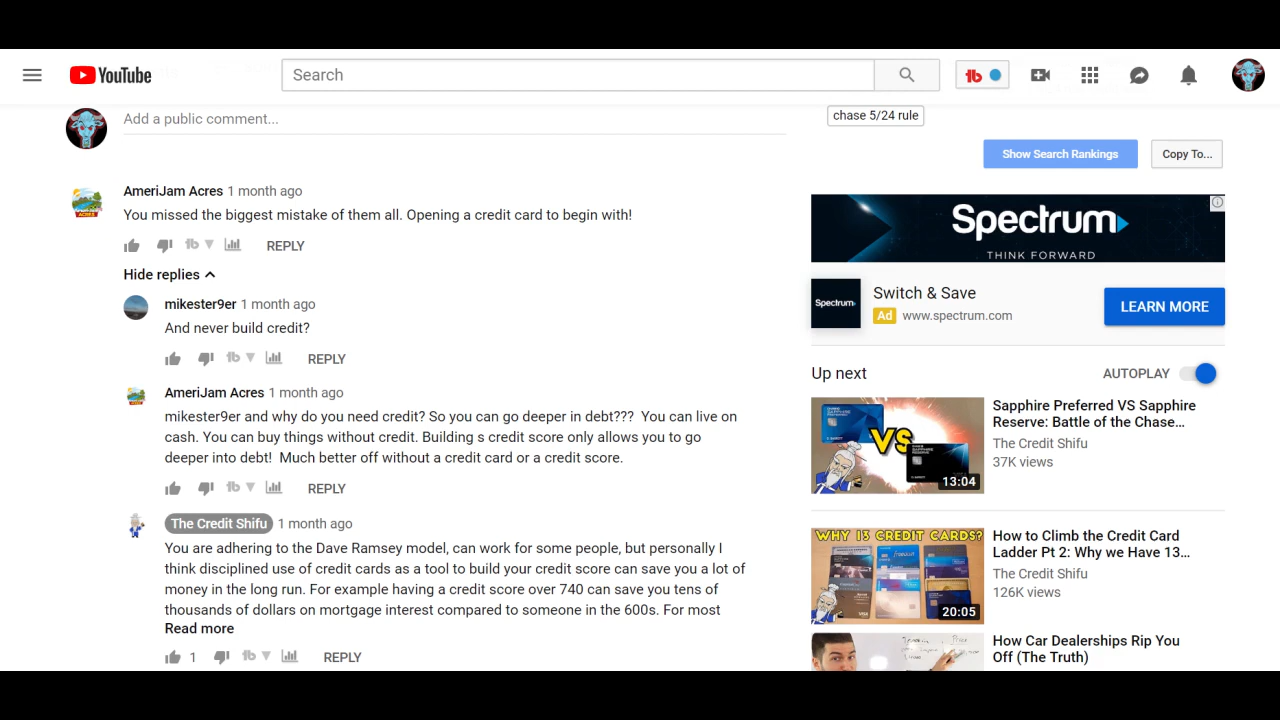 YouTube
Search
Add a public comment...
AmeriJam Acres 1 month ago
You missed the biggest mistake of them all. Opening a credit card to begin with!
REPLY
Hide replies
mikester9er 1 month ago
And never build credit?
REPLY
AmeriJam Acres 1 month ago
mikester9er and why do you need credit? So you can go deeper in debt??? You can live on
cash. You can buy things without credit. Building s credit score only allows you to go
deeper into debt! Much better off without a credit card or a credit score.
REPLY
The Credit Shifu 1 month ago
You are adhering to the Dave Ramsey model, can work for some people, but personally I
think disciplined use of credit cards as a tool to build your credit score can save you a lot of
money in the long run. For example having a credit score over 740 can save you tens of
thousands of dollars on mortgage interest compared to someone in the 600s. For most
Read more
1 REPLY
chase 5/24 rule
Show Search Rankings
Copy To...
Spectrum
THINK FORWARD
Spectrum
Switch & Save
Ad www.spectrum.com
LEARN MORE
Up next
AUTOPLAY
VS
13:04
Sapphire Preferred VS Sapphire
Reserve: Battle of the Chase...
The Credit Shifu
37K views
WHY 13 CREDIT CARDS?
20:05
How to Climb the Credit Card
Ladder Pt 2: Why we Have 13...
The Credit Shifu
126K views
How Car Dealerships Rip You
Off (The Truth)